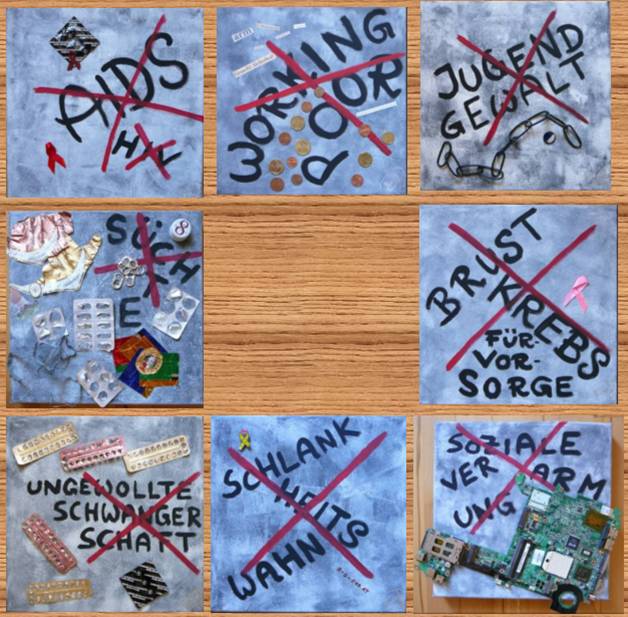 AIDS
HIV
arm
WORKING
POOR
JUGEND
GEWALT
SÜCH
T
E
BRUST
KREBS
FÜR-
VOR-
SORGE
UNGEWOLLTE
SCHWANGER
SCHAFT
SCHLANK
HEITS
WAHN
SOZIALE
VER ARM
UNG